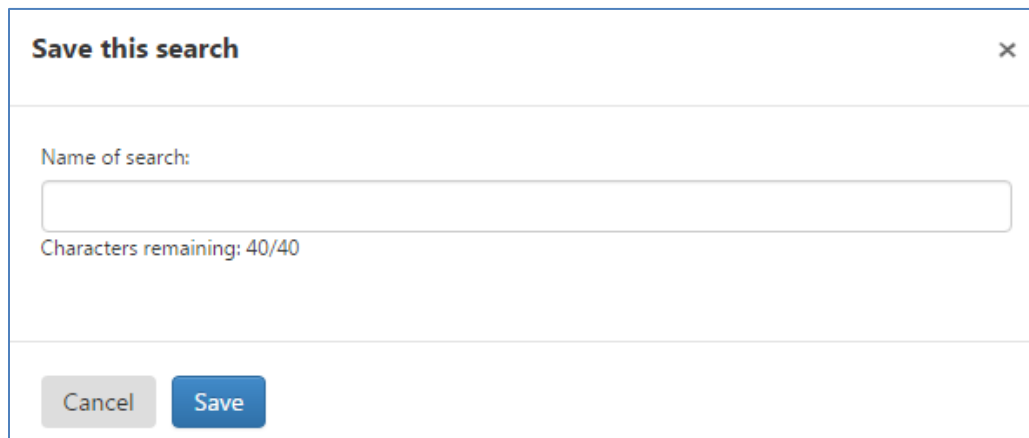 Save this search ×
Name of search:
Characters remaining: 40/40
Cancel Save